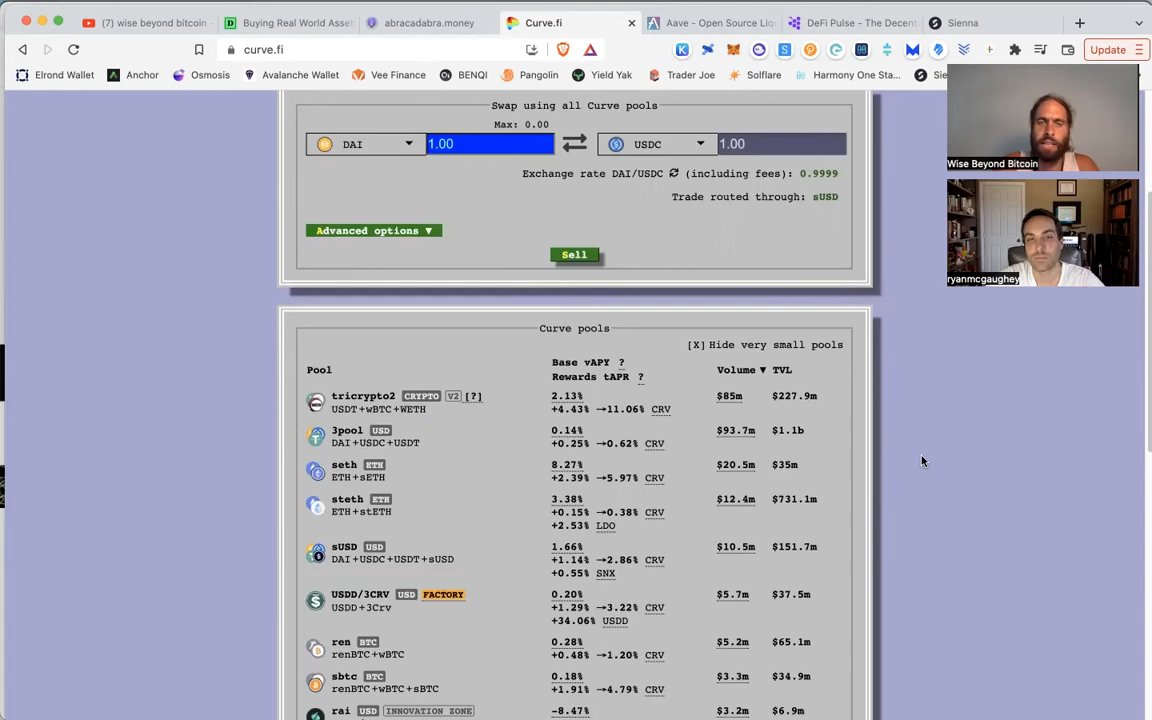 (7) wise beyond bitcoin
Buying Real World Asset
abracadabra.money
Curve.fi
Aave - Open Source Liq
DeFi Pulse - The Decent
Sienna
curve.fi
Update
Elrond Wallet
Anchor
Osmosis
Avalanche Wallet
Vee Finance
BENQI
Pangolin
Yield Yak
Trader Joe
Solflare
Harmony One Sta...
Sie
Swap using all Curve pools
Max: 0.00
DAI
1.00
USDC
1.00
Exchange rate DAI/USDC (including fees): 0.9999
Trade routed through: sUSD
Advanced options ▼
Sell
Wise Beyond Bitcoin
ryanmcgaughey
Curve pools
[X] Hide very small pools
Pool
Base vAPY ?
Rewards tAPR ?
Volume ▼
TVL
tricrypto2 CRYPTO V2 [?]
USDT+wBTC+WETH
2.13%
+4.43% →11.06% CRV
$85m
$227.9m
3pool USD
DAI+USDC+USDT
0.14%
+0.25% →0.62% CRV
$93.7m
$1.1b
seth ETH
ETH+sETH
8.27%
+2.39% →5.97% CRV
$20.5m
$35m
steth ETH
ETH+stETH
3.38%
+0.15% →0.38% CRV
+2.53% LDO
$12.4m
$731.1m
sUSD USD
DAI+USDC+USDT+sUSD
1.66%
+1.14% →2.86% CRV
+0.55% SNX
$10.5m
$151.7m
USDD/3CRV USD FACTORY
USDD+3Crv
0.20%
+1.29% →3.22% CRV
+34.06% USDD
$5.7m
$37.5m
ren BTC
renBTC+wBTC
0.28%
+0.48% →1.20% CRV
$5.2m
$65.1m
sbtc BTC
renBTC+wBTC+sBTC
0.18%
+1.91% →4.79% CRV
$3.3m
$34.9m
rai USD INNOVATION ZONE
-8.47%
$3.2m
$6.9m